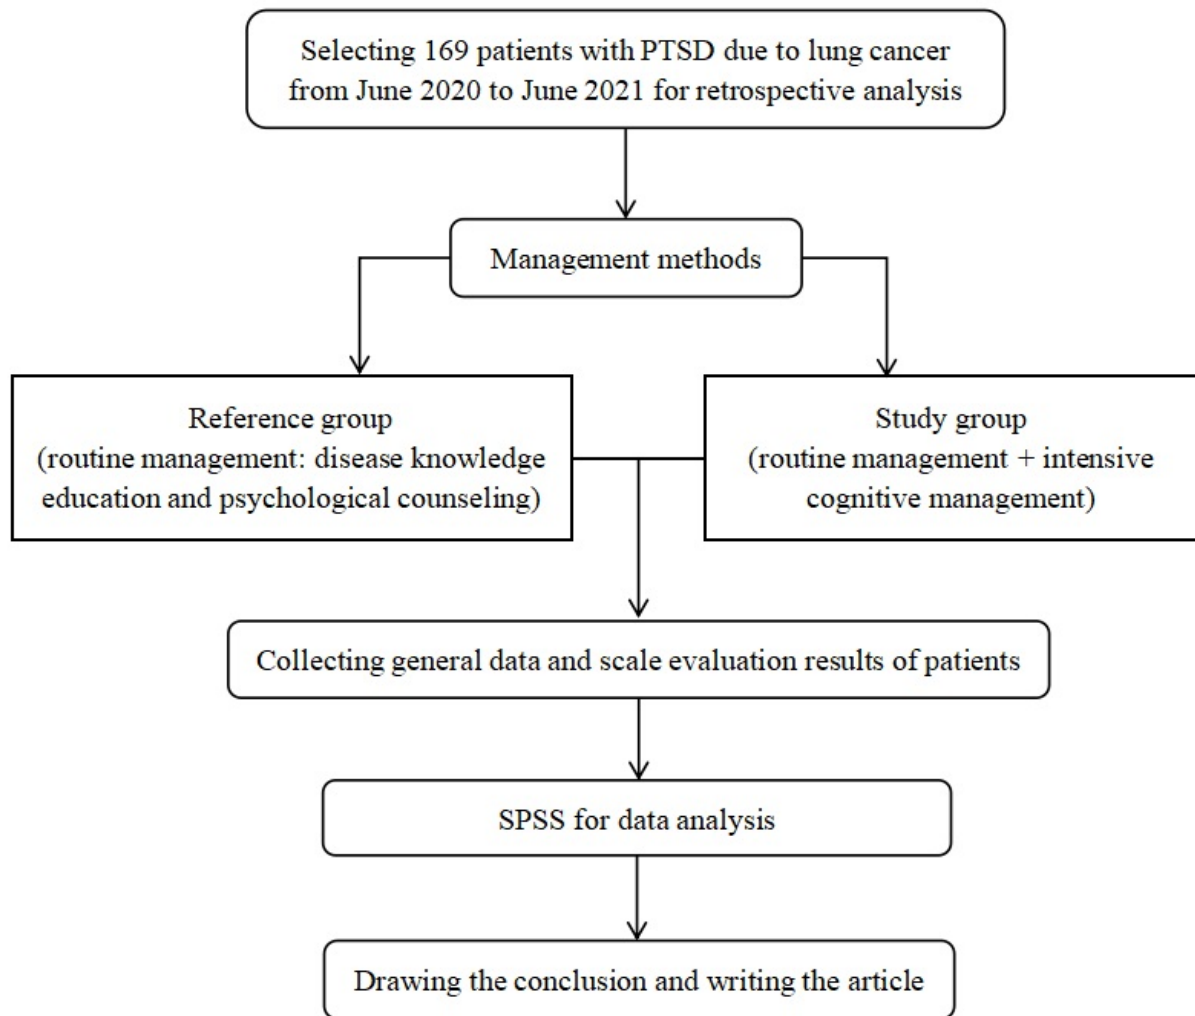 Selecting 169 patients with PTSD due to lung cancer
from June 2020 to June 2021 for retrospective analysis
Management methods
Reference group
(routine management: disease knowledge
education and psychological counseling)
Study group
(routine management + intensive
cognitive management)
Collecting general data and scale evaluation results of patients
SPSS for data analysis
Drawing the conclusion and writing the article